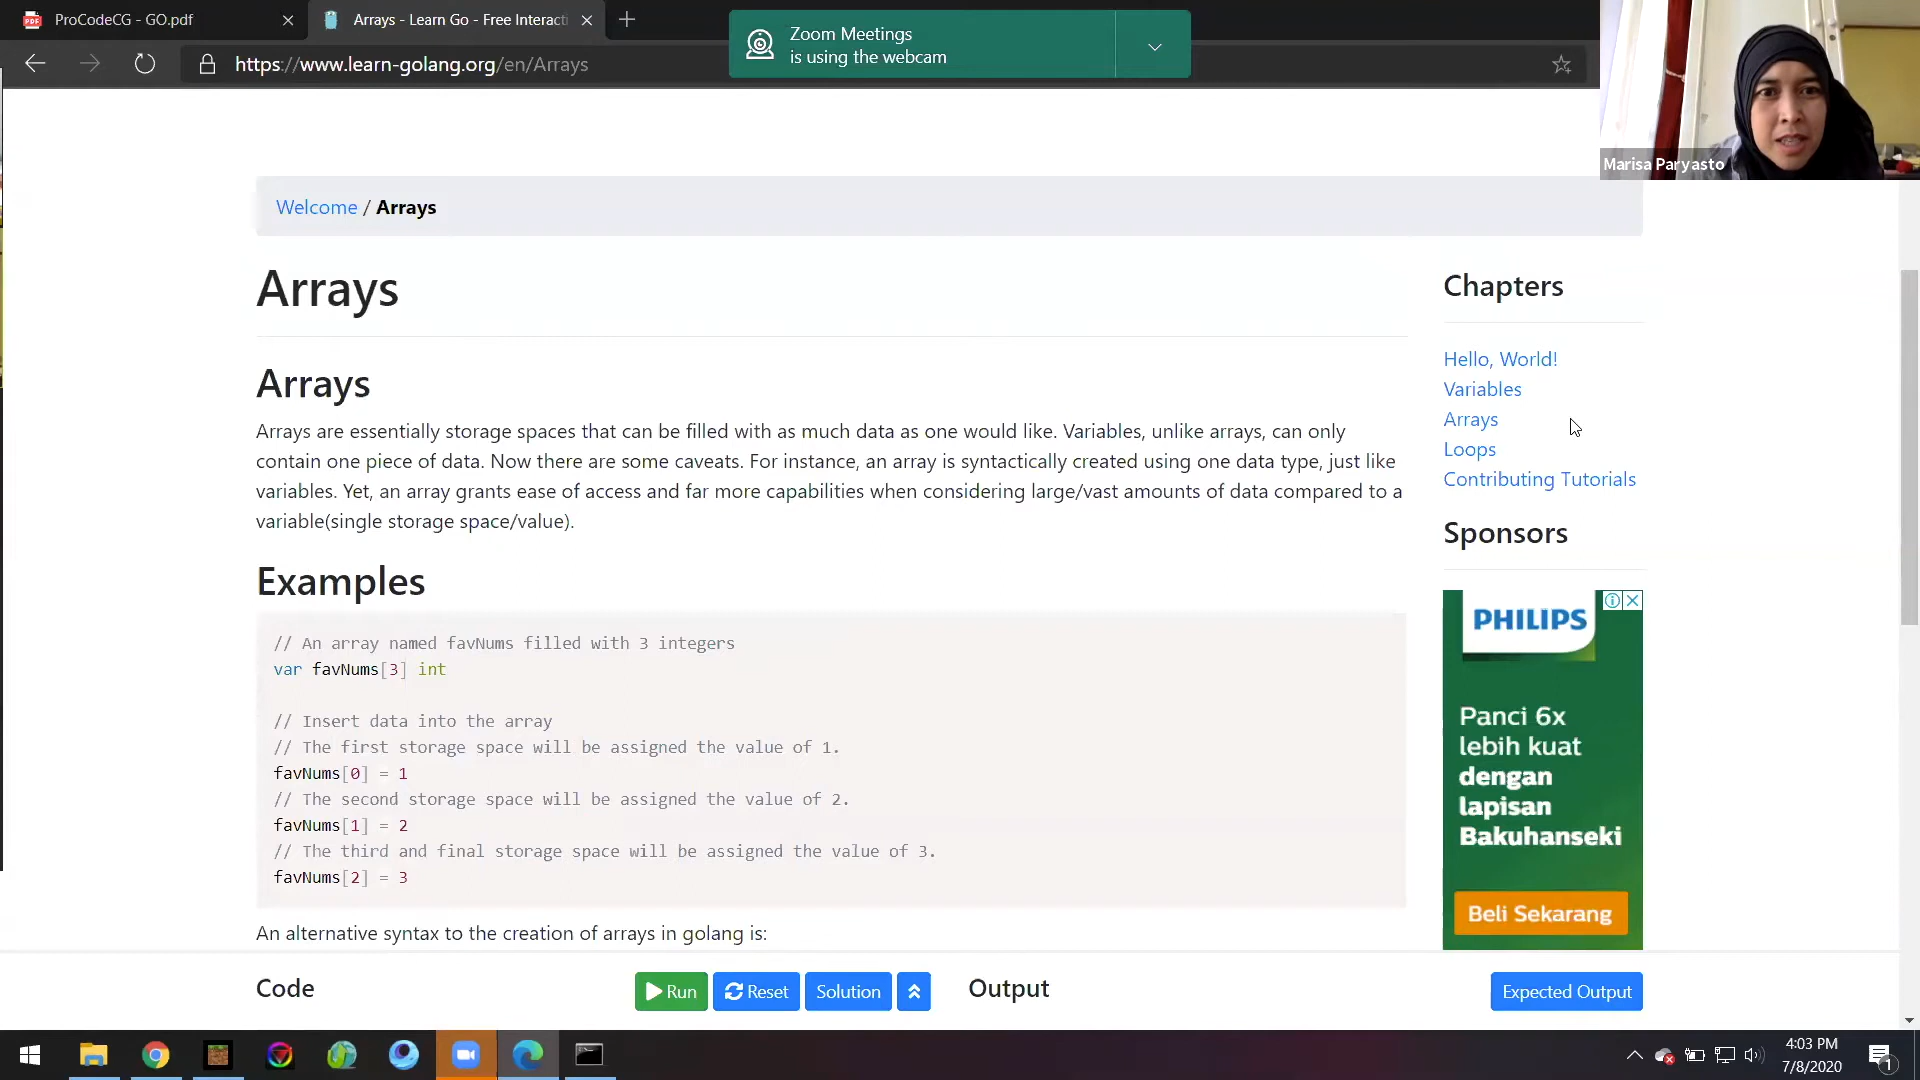 ProCodeCG - GO.pdf
Arrays - Learn Go - Free Interacti
Zoom Meetings
is using the webcam
https://www.learn-golang.org/en/Arrays
Marisa Paryasto
Welcome / Arrays
Arrays
Arrays
Arrays are essentially storage spaces that can be filled with as much data as one would like. Variables, unlike arrays, can only
contain one piece of data. Now there are some caveats. For instance, an array is syntactically created using one data type, just like
variables. Yet, an array grants ease of access and far more capabilities when considering large/vast amounts of data compared to a
variable(single storage space/value).
Examples
// An array named favNums filled with 3 integers
var favNums[3] int
// Insert data into the array
// The first storage space will be assigned the value of 1.
favNums[0] = 1
// The second storage space will be assigned the value of 2.
favNums[1] = 2
// The third and final storage space will be assigned the value of 3.
favNums[2] = 3
An alternative syntax to the creation of arrays in golang is:
Chapters
Hello, World!
Variables
Arrays
Loops
Contributing Tutorials
Sponsors
PHILIPS
Panci 6x
lebih kuat
dengan
lapisan
Bakuhanseki
Beli Sekarang
Code
Run
Reset
Solution
Output
Expected Output
4:03 PM
7/8/2020
1